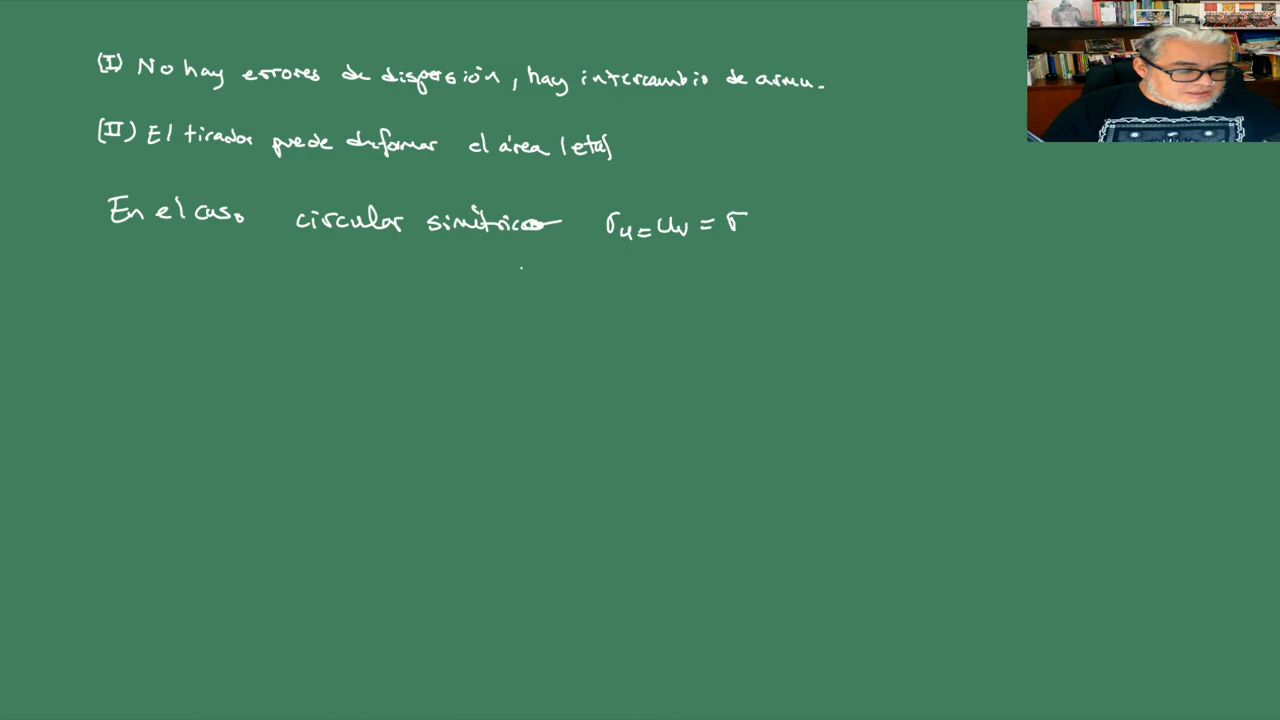 (I) No hay errores de dispersión, hay intercambio de arma.
(II) El tirador puede deformar el área letal
En el caso circular simétrico σu = uv = σ